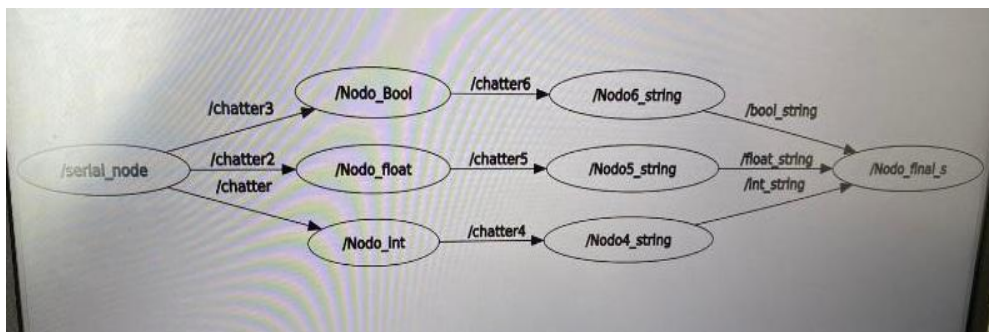 /chatter6
/Nodo_Bool
/Nodo6_string
/chatter3
/bool_string
/chatter2
/chatter5
/float_string
/serial_node
/Nodo_float
/Nodo5_string
/Nodo_final_s
/chatter
/int_string
/chatter4
/Nodo_int
/Nodo4_string